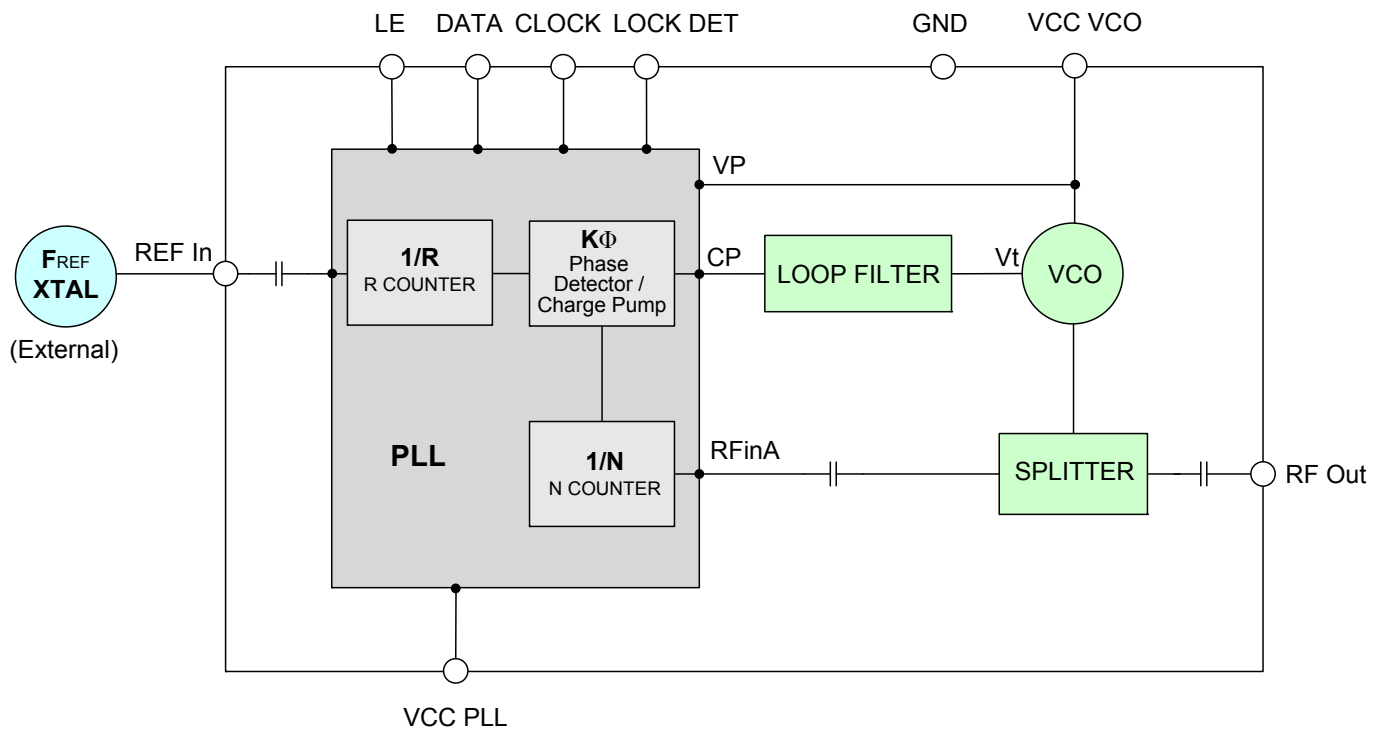 LE DATA CLOCK LOCK DET GND VCC VCO
VP
REF In
FREF
XTAL
(External)
1/R
R COUNTER
KΦ
Phase
Detector /
Charge Pump
CP
LOOP FILTER
Vt
VCO
PLL
1/N
N COUNTER
RFinA
SPLITTER
RF Out
VCC PLL